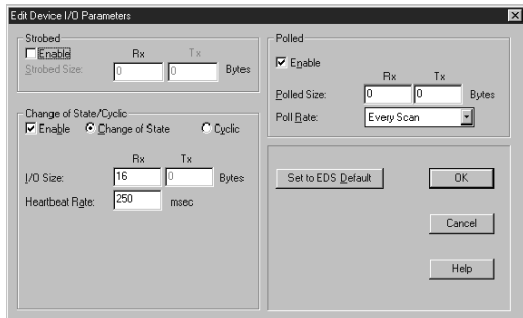 Edit Device I/O Parameters
Strobed
Enable
Rx Tx
Strobed Size: 0 0 Bytes
Change of State/Cyclic
Enable Change of State Cyclic
Rx Tx
I/O Size: 16 0 Bytes
Heartbeat Rate: 250 msec
Polled
Enable
Rx Tx
Polled Size: 0 0 Bytes
Poll Rate: Every Scan
Set to EDS Default
OK
Cancel
Help